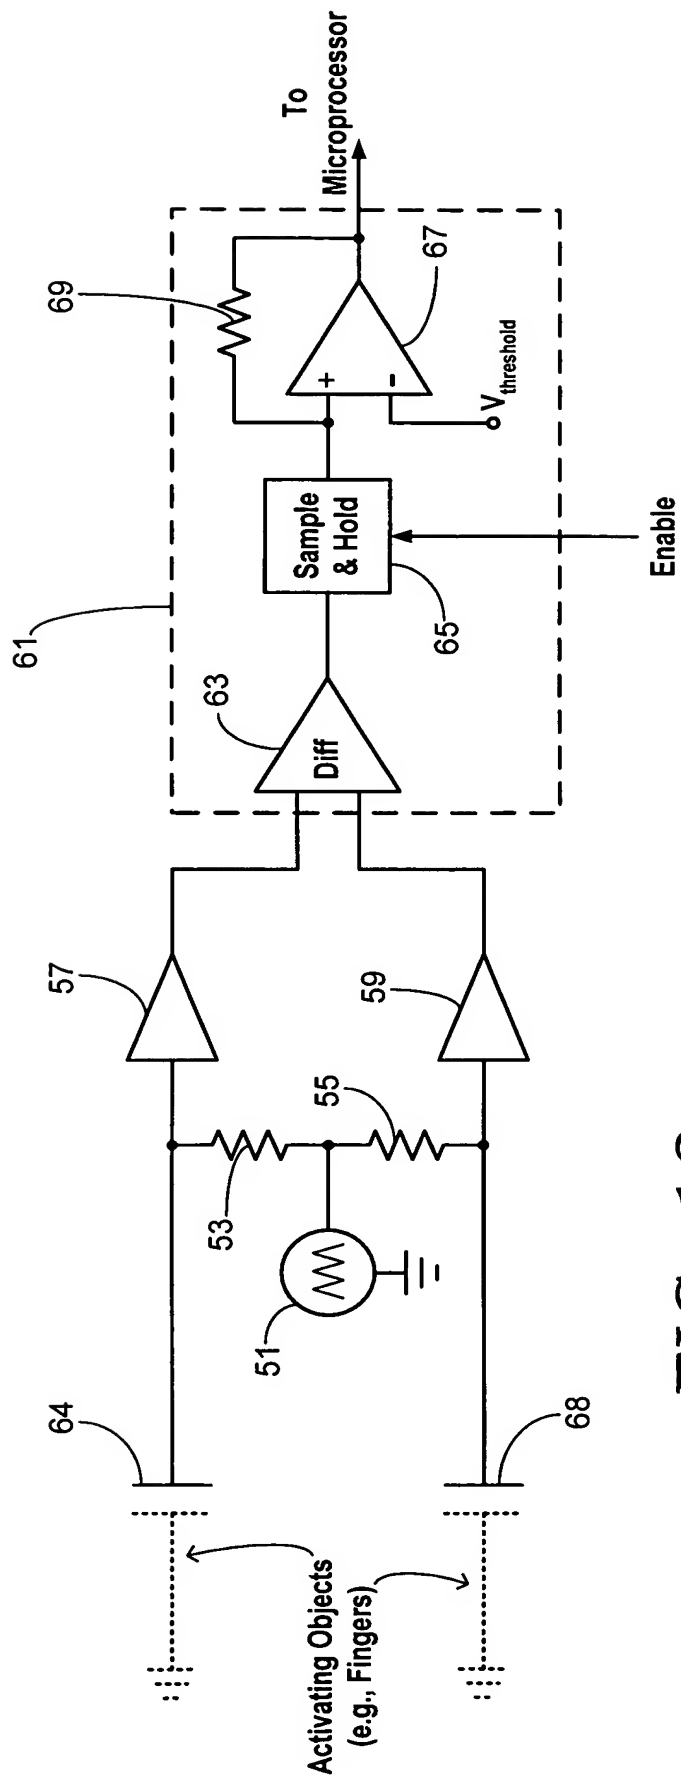 Activating Objects
(e.g., Fingers)
64
68
51
53
55
57
59
61
63
Diff
65
Sample
& Hold
Enable
67
+
-
Vthreshold
69
To
Microprocessor